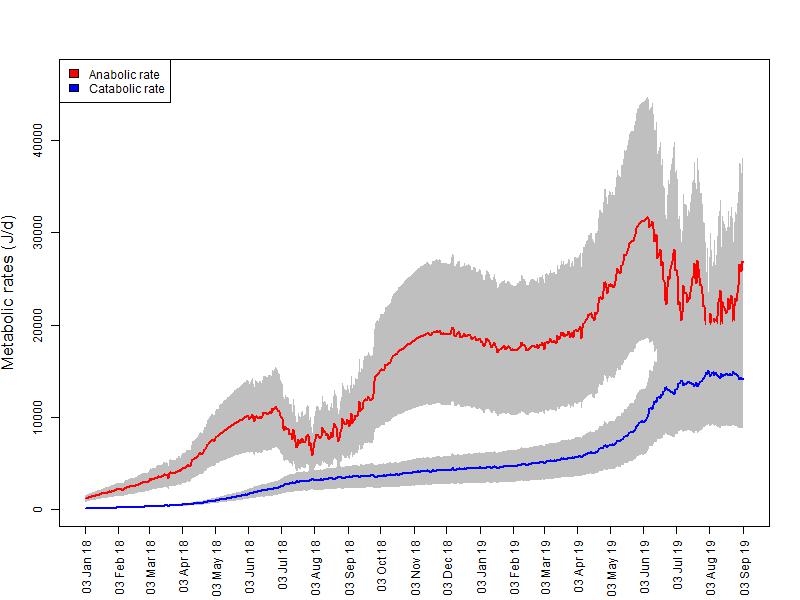 Anabolic rate
Catabolic rate
Metabolic rates (J/d)
40000
30000
20000
10000
0
03 Jan 18
03 Feb 18
03 Mar 18
03 Apr 18
03 May 18
03 Jun 18
03 Jul 18
03 Aug 18
03 Sep 18
03 Oct 18
03 Nov 18
03 Dec 18
03 Jan 19
03 Feb 19
03 Mar 19
03 Apr 19
03 May 19
03 Jun 19
03 Jul 19
03 Aug 19
03 Sep 19